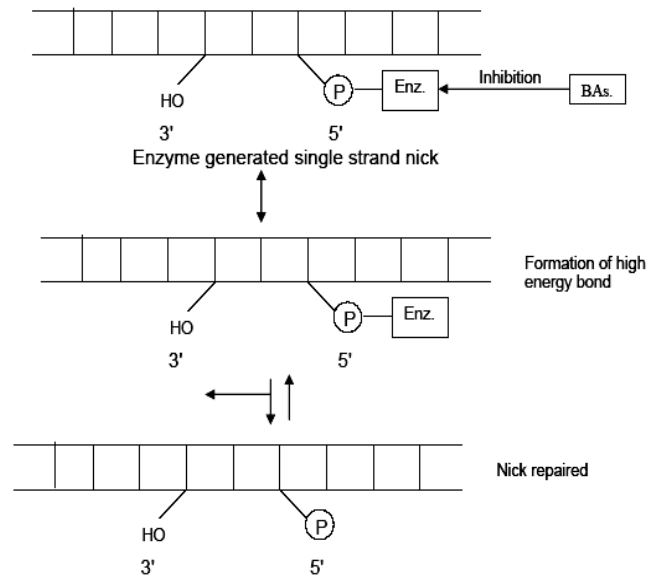 P
Enz.
Inhibition
BAs.
HO
3'
5'
Enzyme generated single strand nick
Formation of high
energy bond
P
Enz.
HO
3'
5'
Nick repaired
HO
P
3'
5'